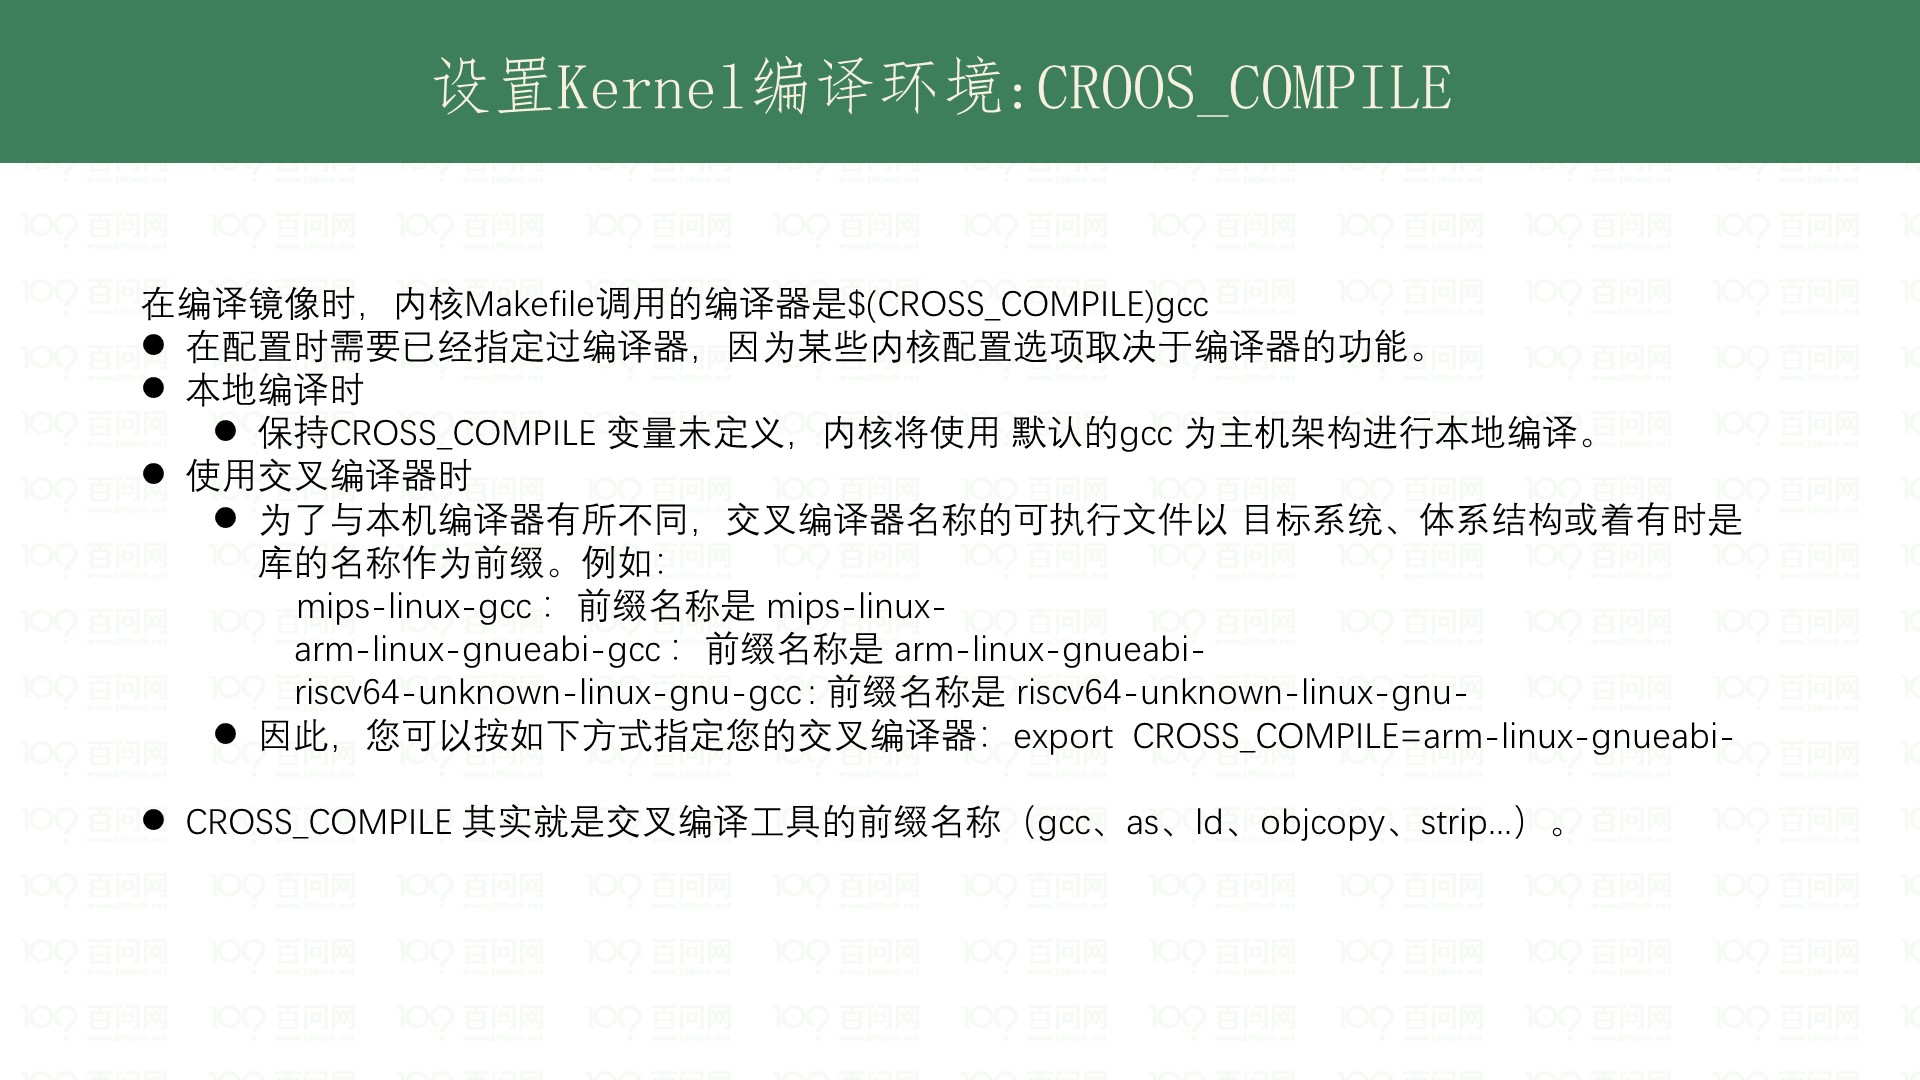 设置Kernel编译环境:CROOS_COMPILE
在编译镜像时，内核Makefile调用的编译器是$(CROSS_COMPILE)gcc
● 在配置时需要已经指定过编译器，因为某些内核配置选项取决于编译器的功能。
● 本地编译时
● 保持CROSS_COMPILE 变量未定义，内核将使用 默认的gcc 为主机架构进行本地编译。
● 使用交叉编译器时
● 为了与本机编译器有所不同，交叉编译器名称的可执行文件以 目标系统、体系结构或着有时是
库的名称作为前缀。例如：
mips-linux-gcc： 前缀名称是 mips-linux-
arm-linux-gnueabi-gcc： 前缀名称是 arm-linux-gnueabi-
riscv64-unknown-linux-gnu-gcc: 前缀名称是 riscv64-unknown-linux-gnu-
● 因此，您可以按如下方式指定您的交叉编译器：export CROSS_COMPILE=arm-linux-gnueabi-
● CROSS_COMPILE 其实就是交叉编译工具的前缀名称（gcc、as、ld、objcopy、strip...）。